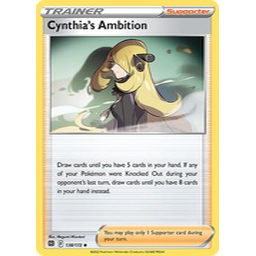 TRAINER
Supporter
Cynthia's Ambition
Draw cards until you have 5 cards in your hand. If any
of your Pokémon were Knocked Out during your
opponent's last turn, draw cards until you have 8 cards
in your hand instead.
You may play only 1 Supporter card during
your turn.
138/172